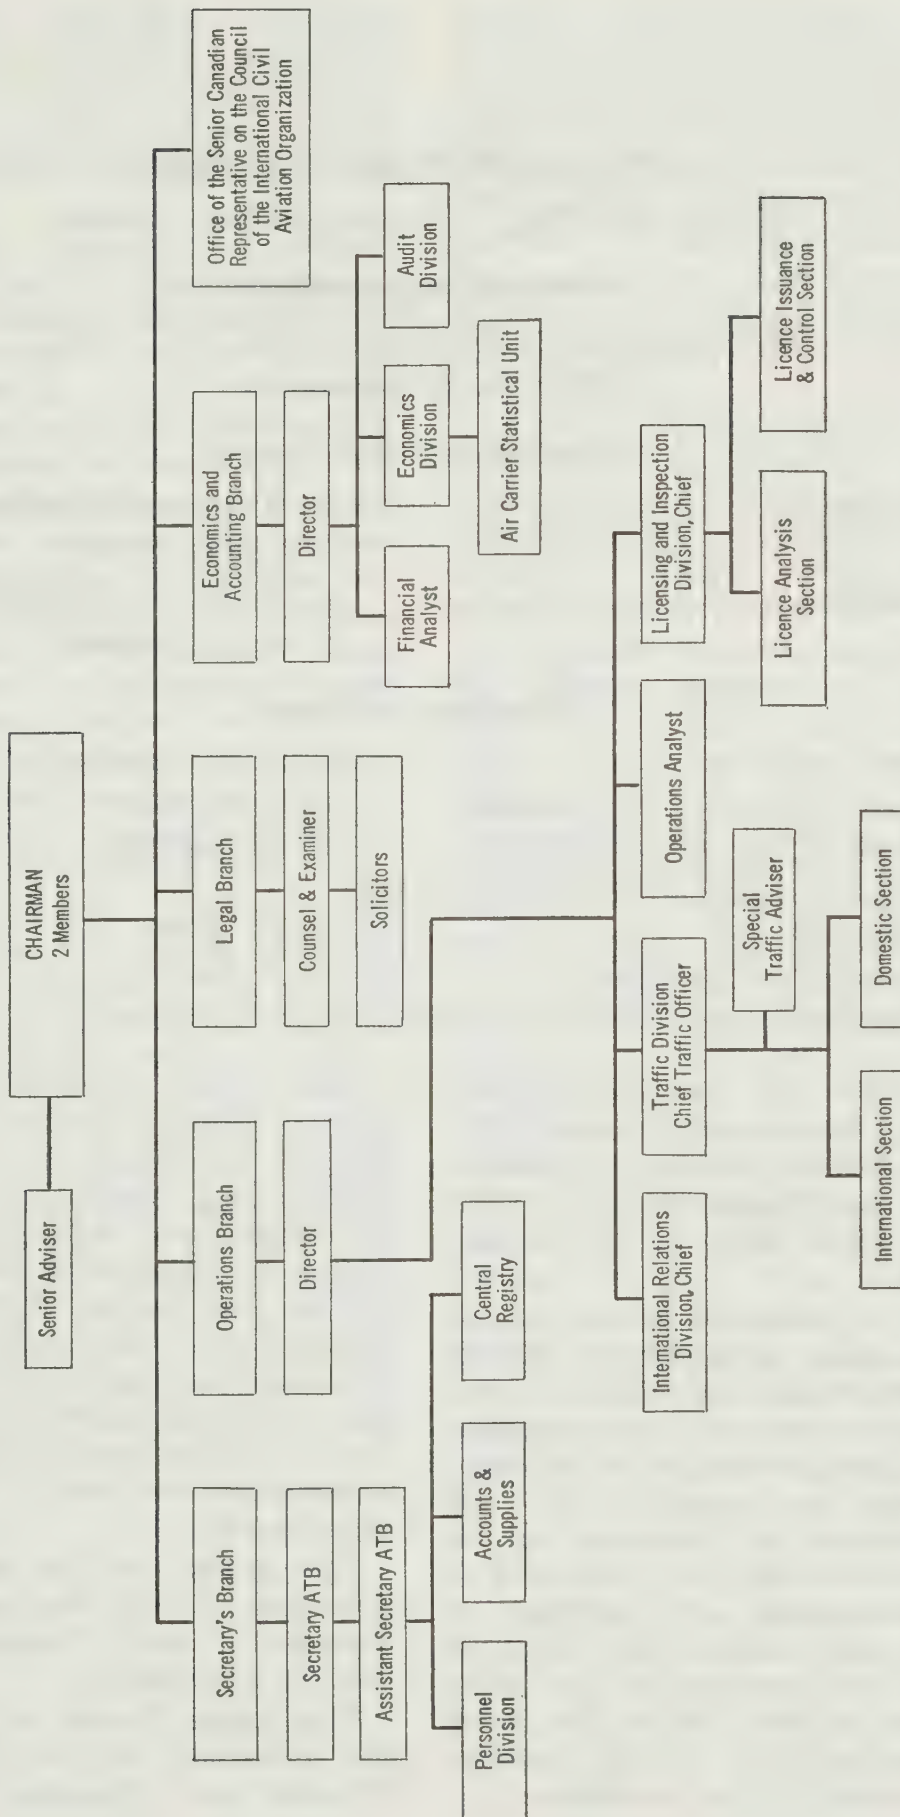 CHAIRMAN
2 Members
Senior Adviser
Secretary's Branch
Secretary ATB
Assistant Secretary ATB
Personnel
Division
Accounts &
Supplies
Central
Registry
Operations Branch
Director
International Relations
Division, Chief
Traffic Division
Chief Traffic Officer
Special
Traffic Adviser
International Section
Domestic Section
Operations Analyst
Licensing and Inspection
Division, Chief
Licence Analysis
Section
Licence Issuance
& Control Section
Legal Branch
Counsel & Examiner
Solicitors
Economics and
Accounting Branch
Director
Financial
Analyst
Economics
Division
Air Carrier Statistical Unit
Audit
Division
Office of the Senior Canadian
Representative on the Council
of the International Civil
Aviation Organization